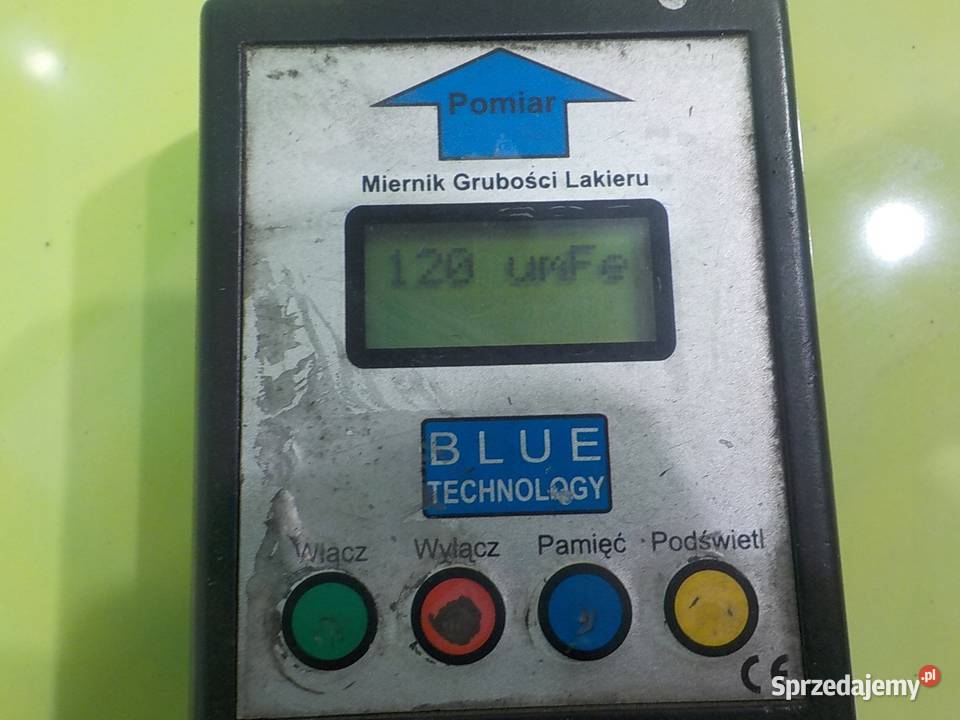 Pomiar
Miernik Grubości Lakieru
120 umFe
BLUE
TECHNOLOGY
Włącz Wyłącz Pamięć Podświetl
CE
Sprzedajemy.pl